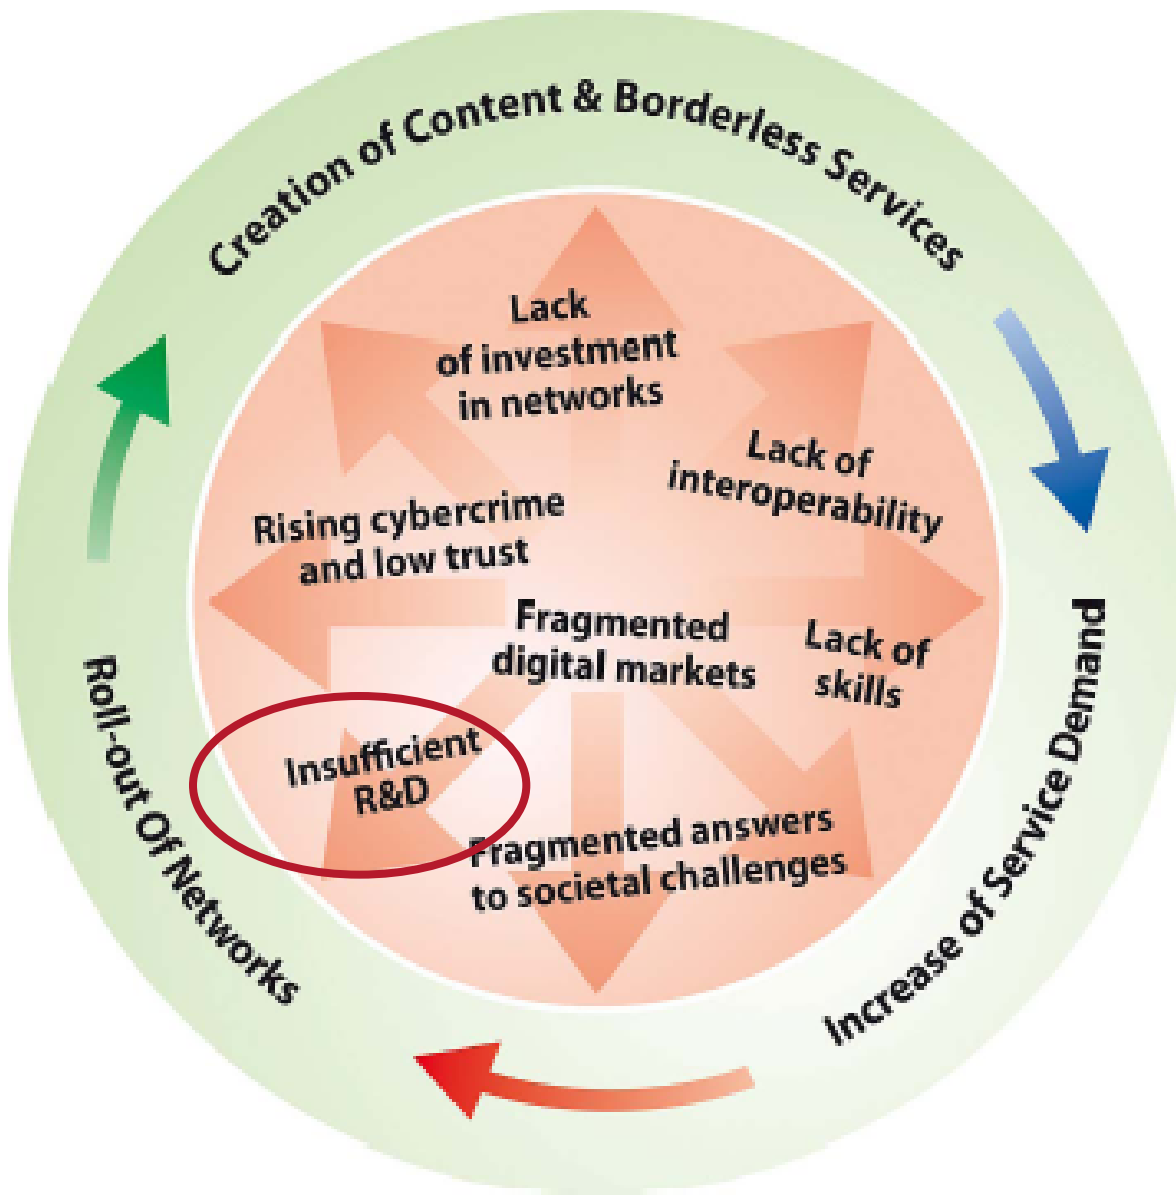 Creation of Content & Borderless Services
Lack
of investment
in networks
Lack of
interoperability
Rising cybercrime
and low trust
Fragmented
digital markets
Lack of
skills
Insufficient
R&D
Fragmented answers
to societal challenges
Increase of Service Demand
Roll-out Of Networks